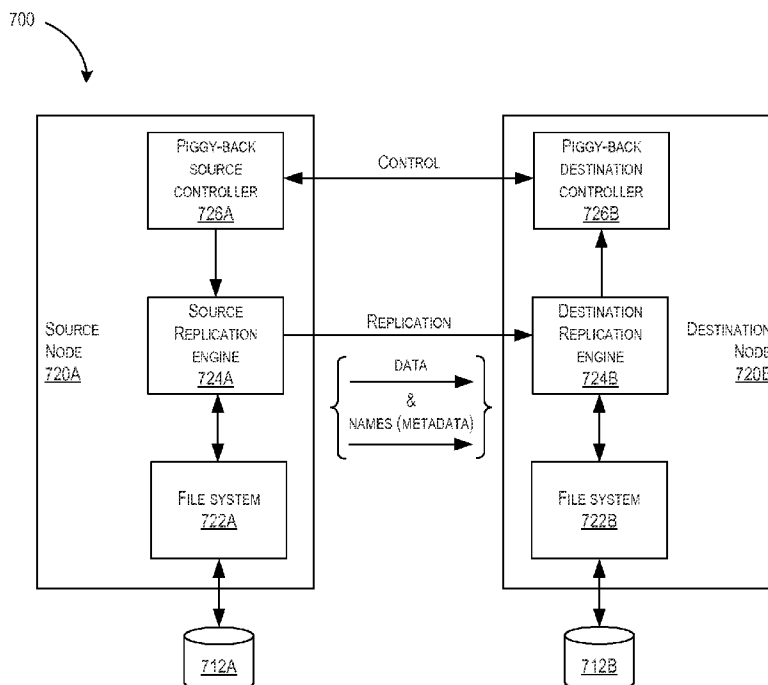 700
PIGGY-BACK
SOURCE
CONTROLLER
726A
CONTROL
PIGGY-BACK
DESTINATION
CONTROLLER
726B
SOURCE
NODE
720A
SOURCE
REPLICATION
ENGINE
724A
REPLICATION
DATA
&
NAMES (METADATA)
DESTINATION
REPLICATION
ENGINE
724B
DESTINATION
NODE
720B
FILE SYSTEM
722A
FILE SYSTEM
722B
712A
712B